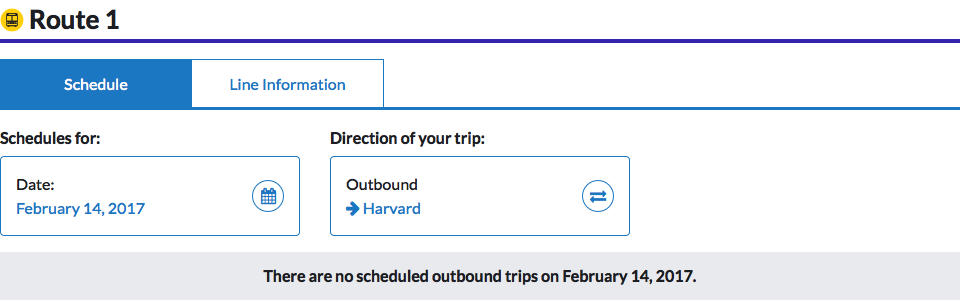 Route 1
Schedule
Line Information
Schedules for:
Date:
February 14, 2017
Direction of your trip:
Outbound
Harvard
There are no scheduled outbound trips on February 14, 2017.